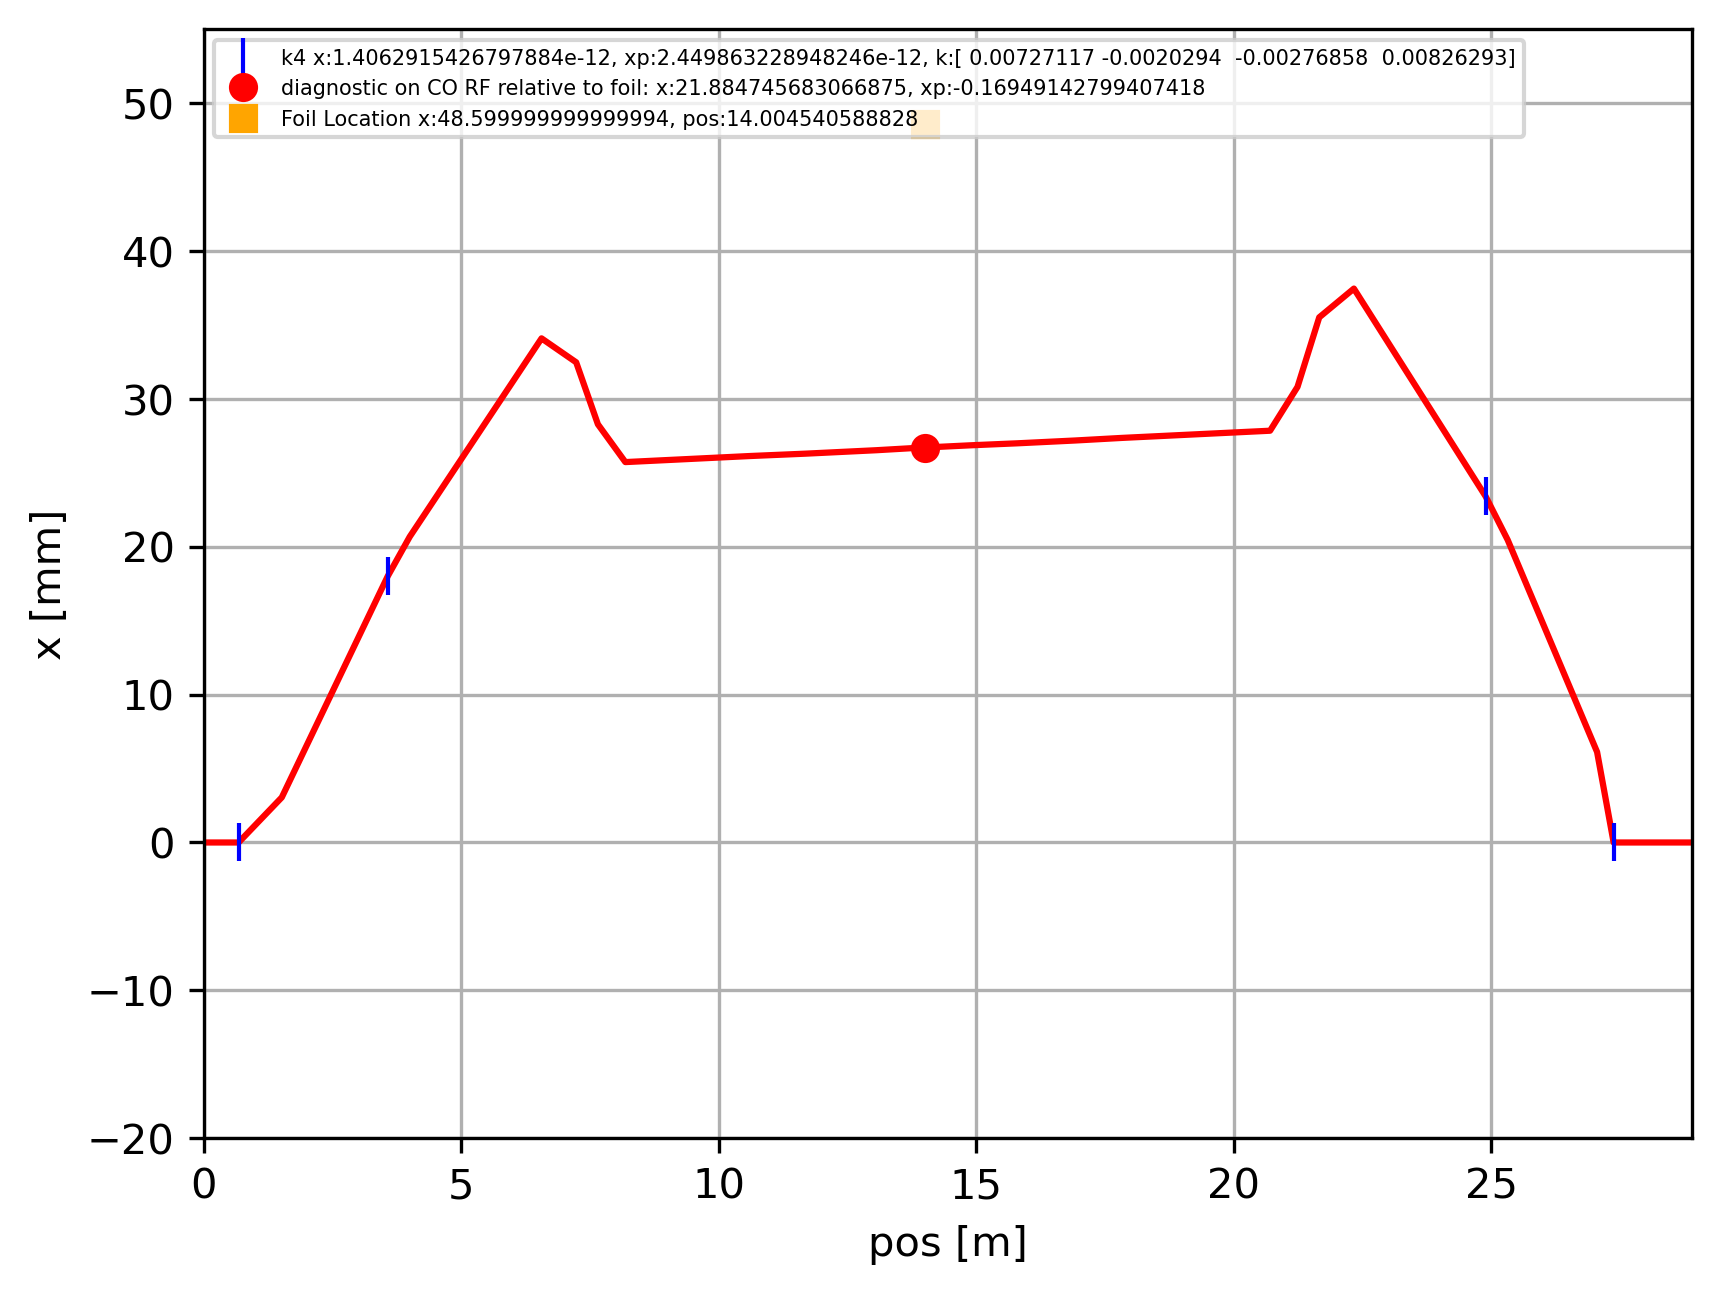 k4 x:1.4062915426797884e-12, xp:2.449863228948246e-12, k:[ 0.00727117 -0.0020294  -0.00276858  0.00826293]
diagnostic on CO RF relative to foil: x:21.884745683066875, xp:-0.16949142799407418
Foil Location x:48.599999999999994, pos:14.004540588828
50
40
30
20
10
0
−10
−20
x [mm]
0 5 10 15 20 25
pos [m]